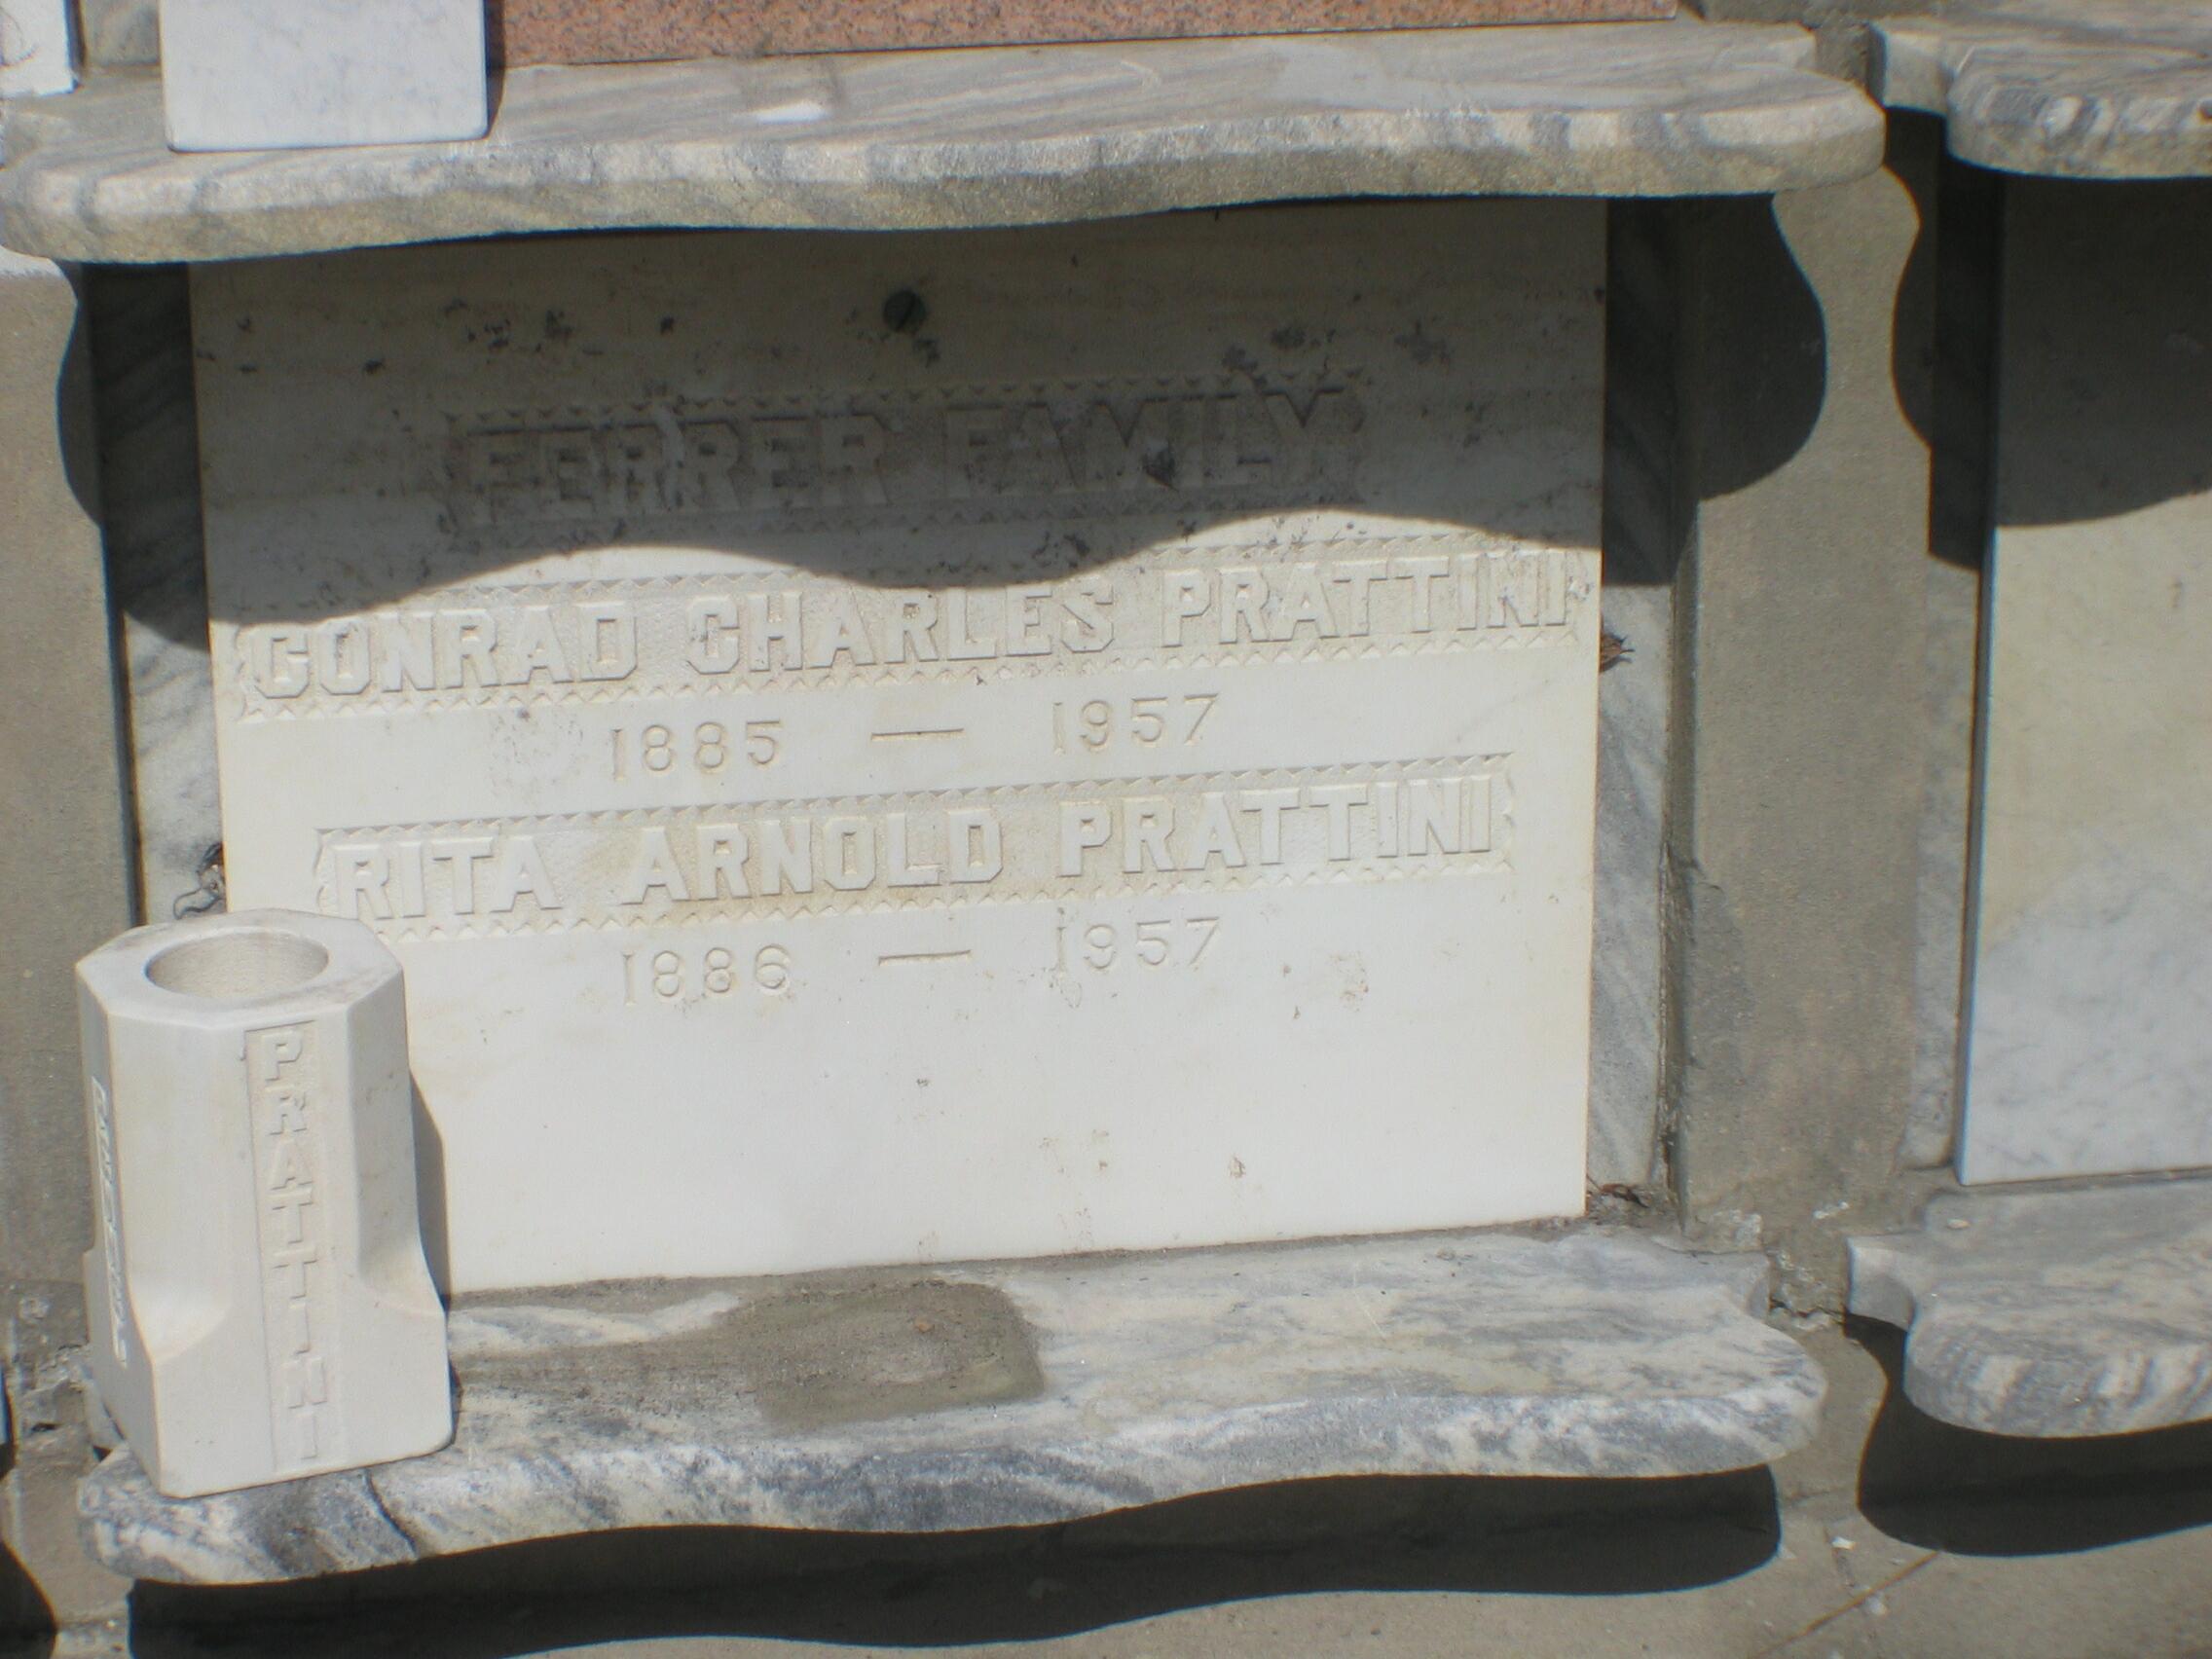 FERRER FAMILY
CONRAD CHARLES PRATTINI
1885 — 1957
RITA ARNOLD PRATTINI
1886 — 1957
PRATTINI